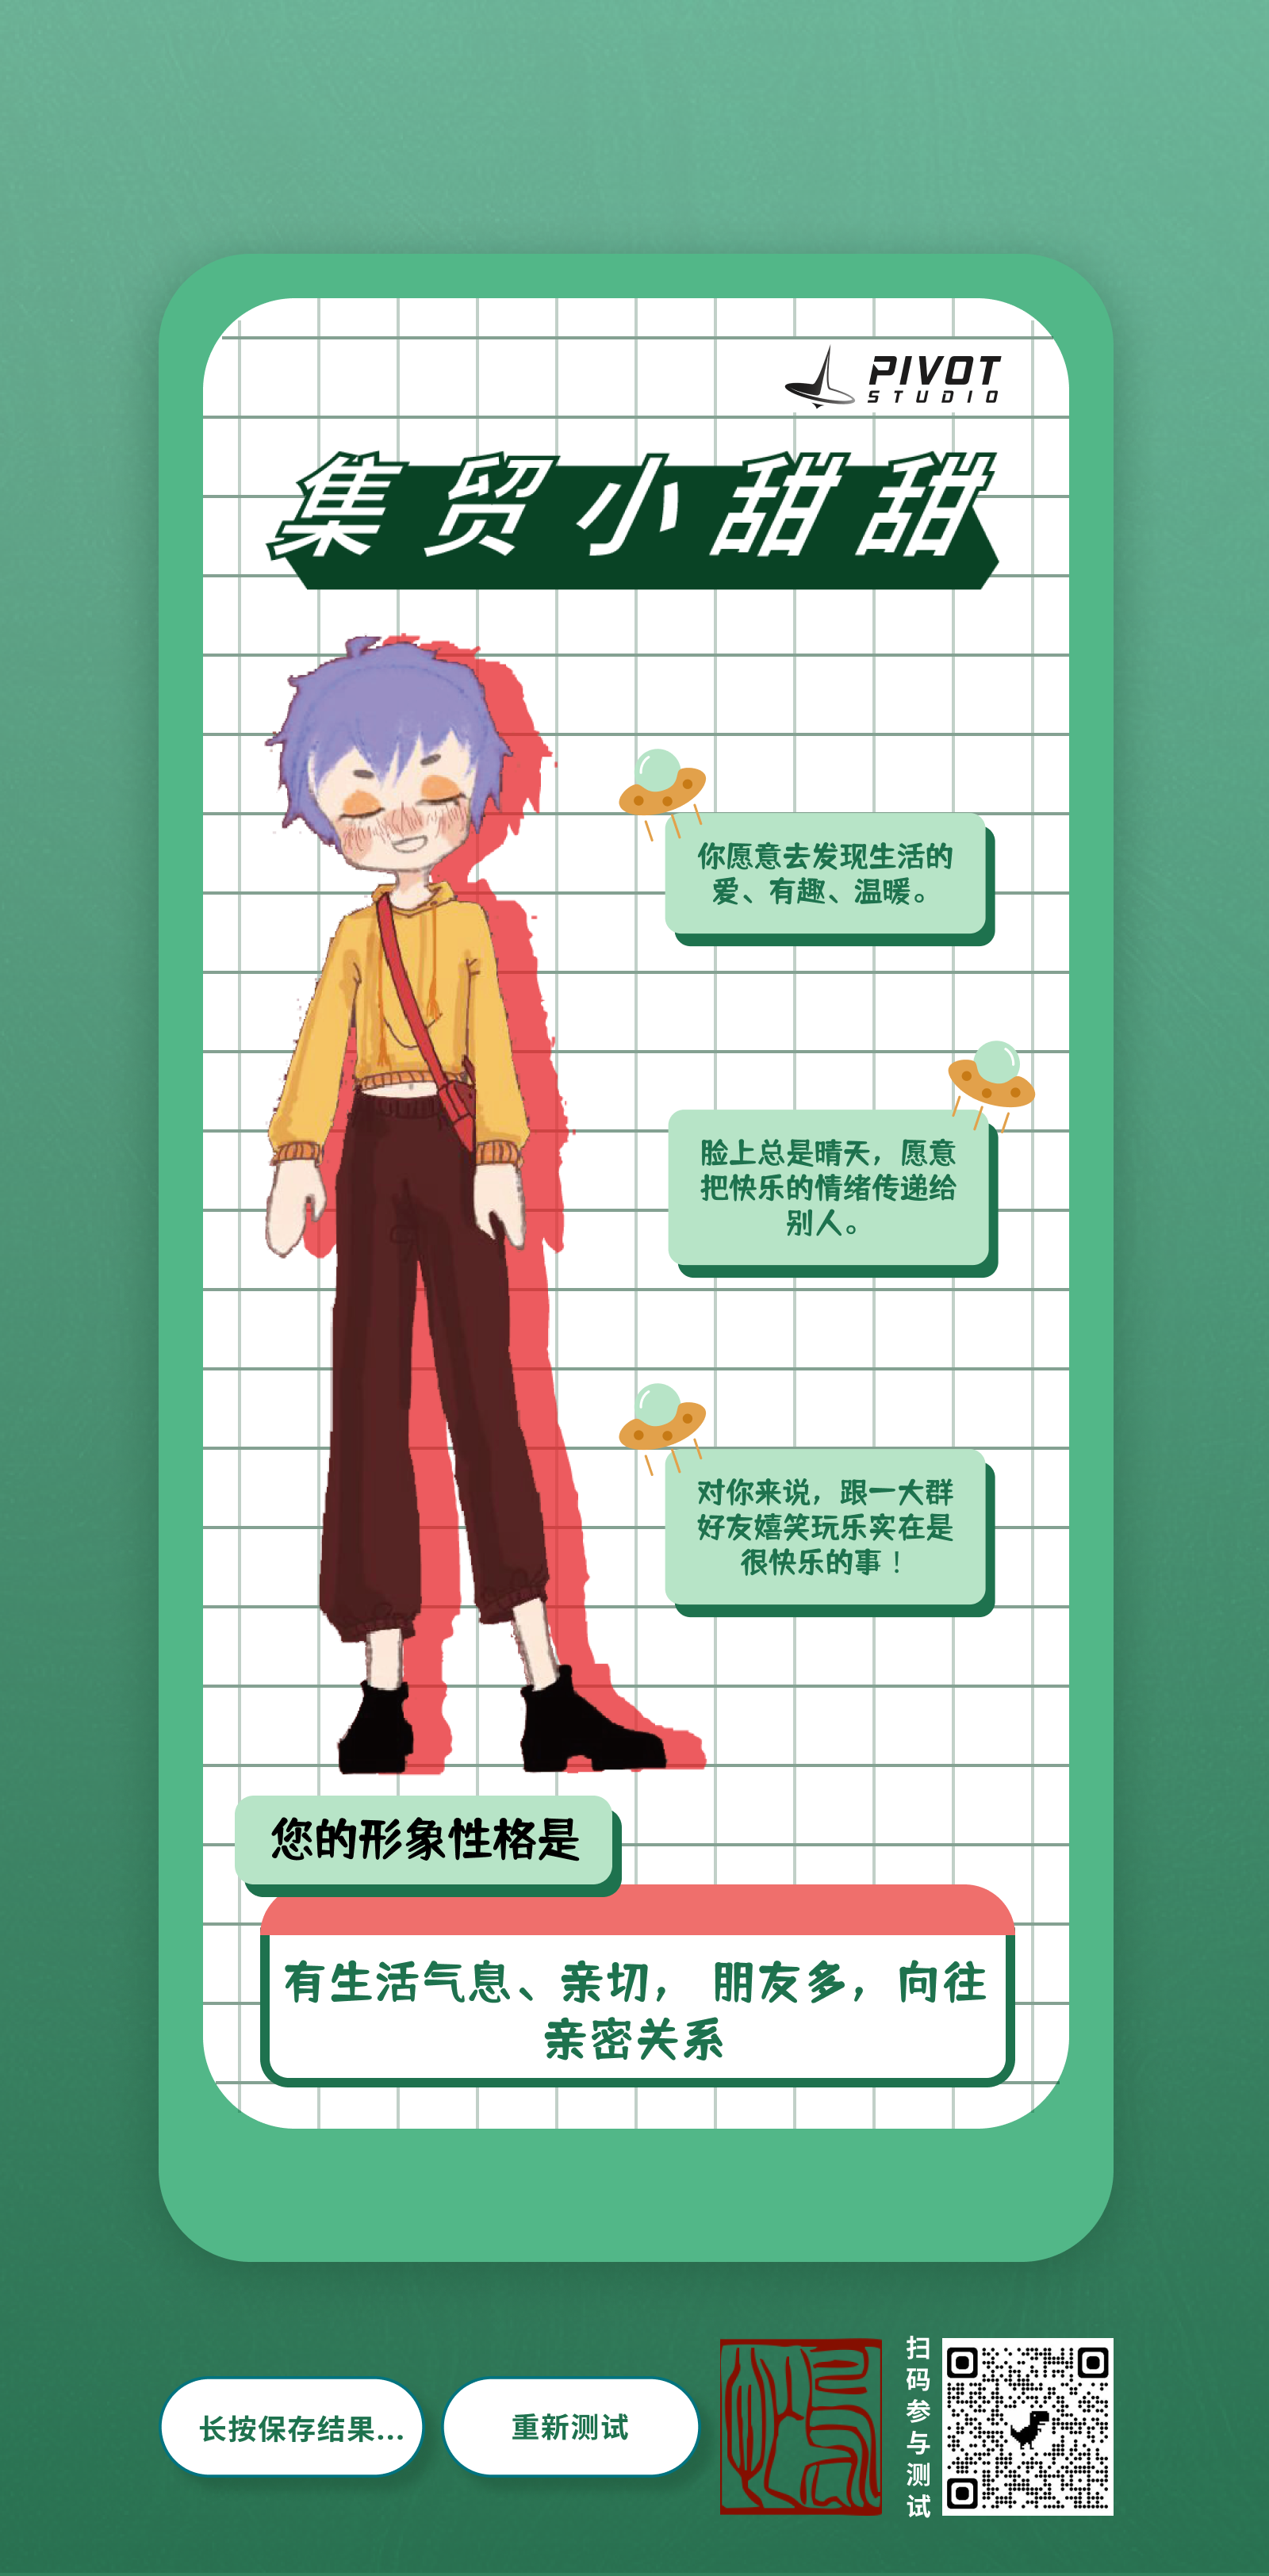 PIVOT
STUDIO
集贸小甜甜
你愿意去发现生活的
爱、有趣、温暖。
脸上总是晴天，愿意
把快乐的情绪传递给
别人。
对你来说，跟一大群
好友嬉笑玩乐实在是
很快乐的事！
您的形象性格是
有生活气息、亲切， 朋友多，向往
亲密关系
长按保存结果...
重新测试
扫码参与测试